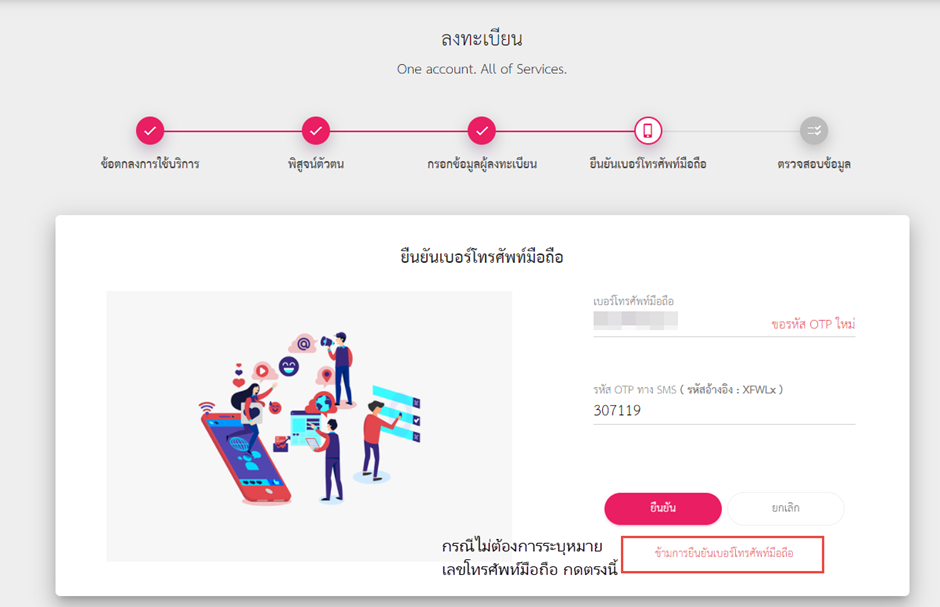 ลงทะเบียน
One account. All of Services.
ข้อตกลงการใช้บริการ
พิสูจน์ตัวตน
กรอกข้อมูลผู้ลงทะเบียน
ยืนยันเบอร์โทรศัพท์มือถือ
ตรวจสอบข้อมูล
ยืนยันเบอร์โทรศัพท์มือถือ
เบอร์โทรศัพท์มือถือ
ขอรหัส OTP ใหม่
รหัส OTP ทาง SMS ( รหัสอ้างอิง : XFWLx )
307119
ยืนยัน
ยกเลิก
กรณีไม่ต้องการระบุหมาย
เลขโทรศัพท์มือถือ กดตรงนี้
ข้ามการยืนยันเบอร์โทรศัพท์มือถือ